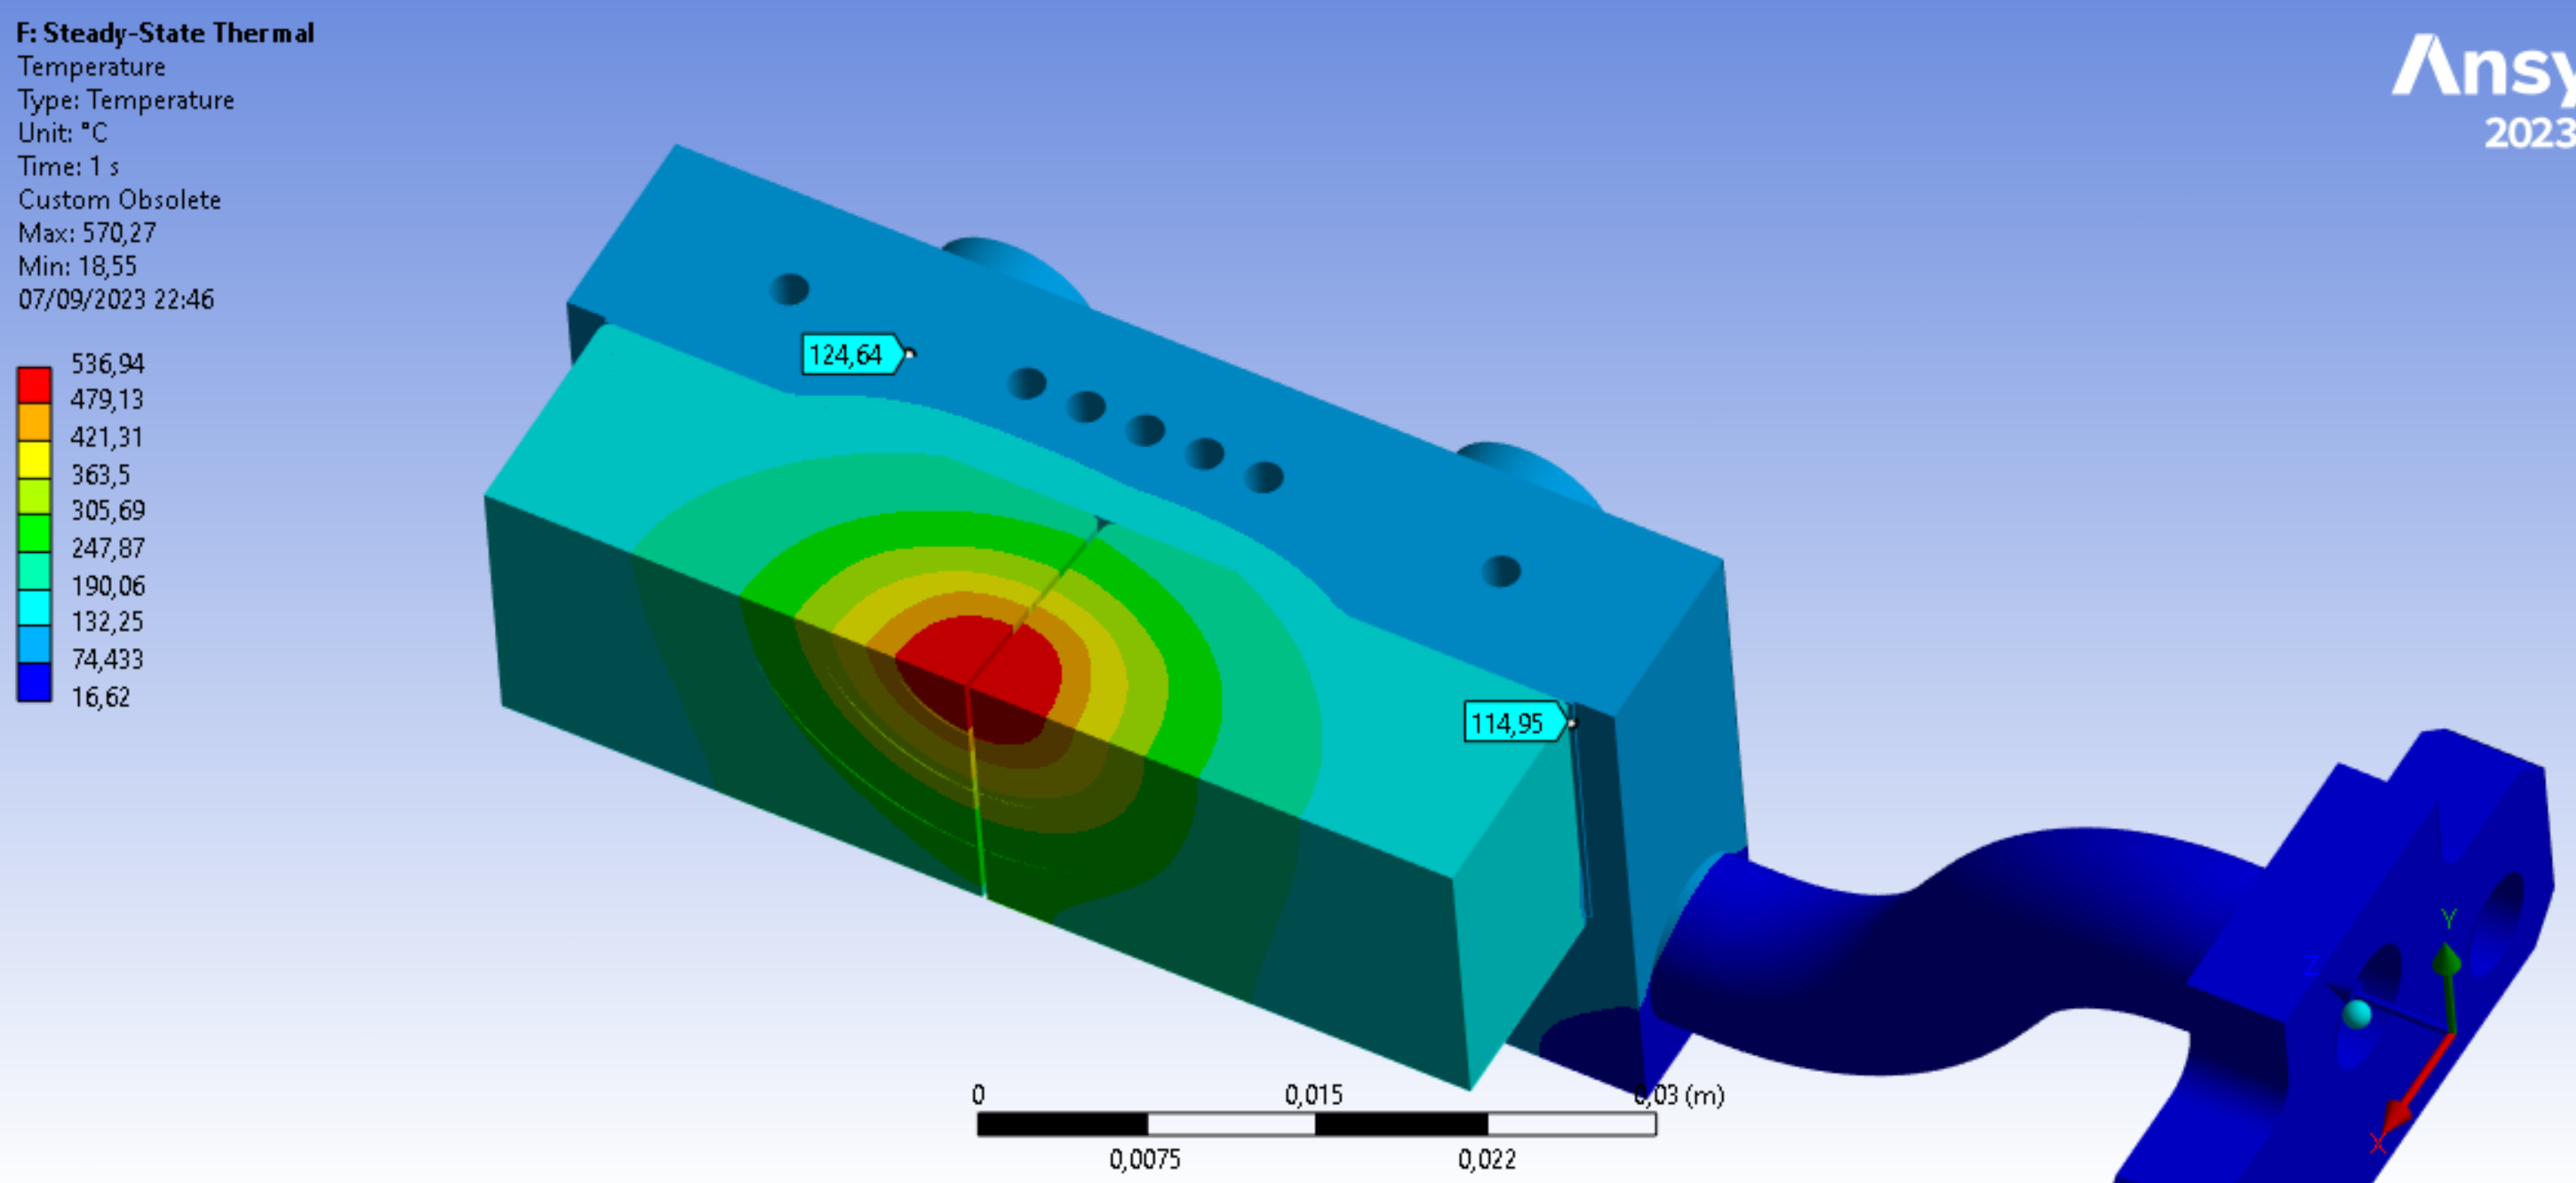 F: Steady-State Thermal
Temperature
Type: Temperature
Unit: °C
Time: 1 s
Custom Obsolete
Max: 570,27
Min: 18,55
07/09/2023 22:46
536,94
479,13
421,31
363,5
305,69
247,87
190,06
132,25
74,433
16,62
Ansy
2023
124,64
114,95
Y
Z
X
0 0,015 0,03 (m)
0,0075 0,022